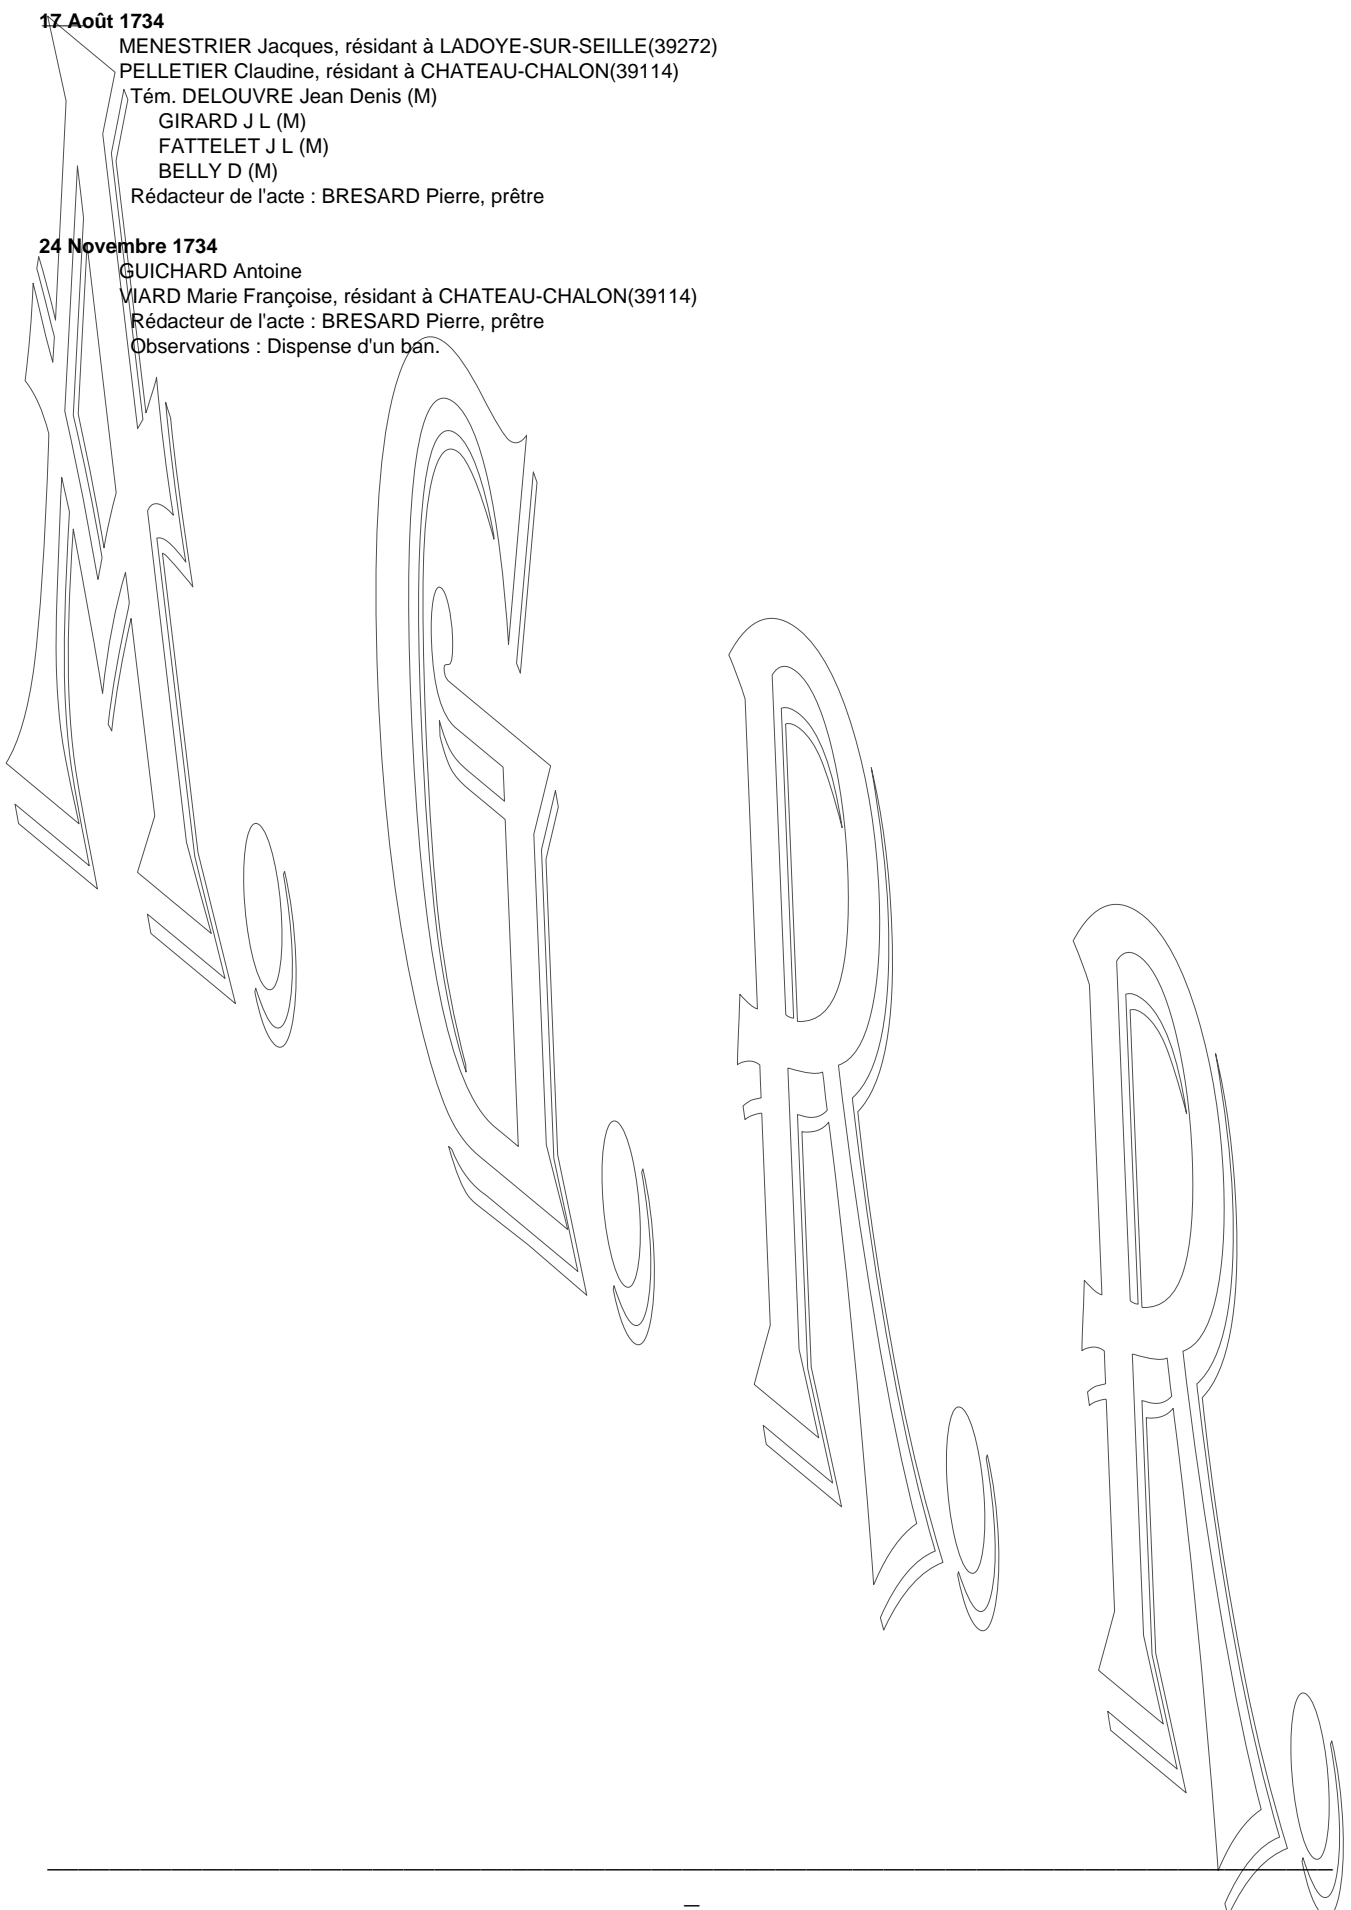 17 Août 1734
MENESTRIER Jacques, résidant à LADOYE-SUR-SEILLE(39272)
PELLETIER Claudine, résidant à CHATEAU-CHALON(39114)
Tém. DELOUVRE Jean Denis (M)
GIRARD J L (M)
FATTELET J L (M)
BELLY D (M)
Rédacteur de l'acte : BRESARD Pierre, prêtre
24 Novembre 1734
GUICHARD Antoine
VIARD Marie Françoise, résidant à CHATEAU-CHALON(39114)
Rédacteur de l'acte : BRESARD Pierre, prêtre
Observations : Dispense d'un ban.
M.G.R.R.